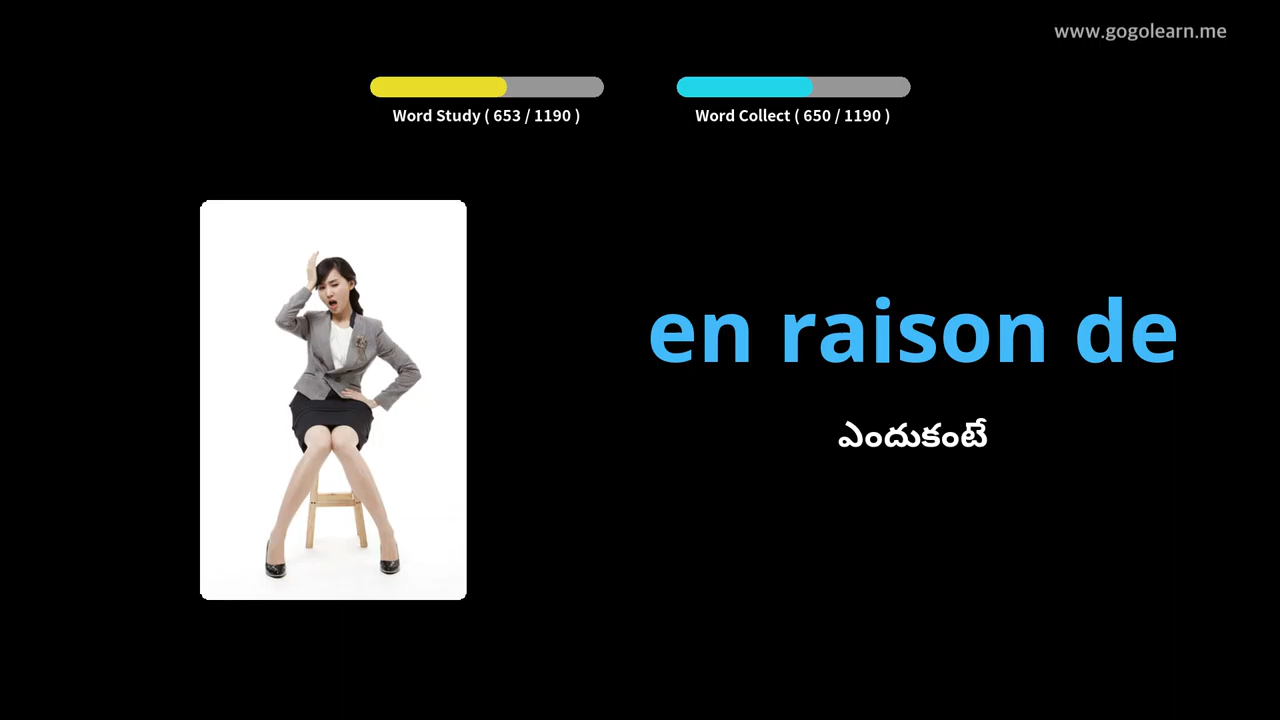 www.gogolearn.me
Word Study ( 653 / 1190 )
Word Collect ( 650 / 1190 )
en raison de
ఎందుకంటే